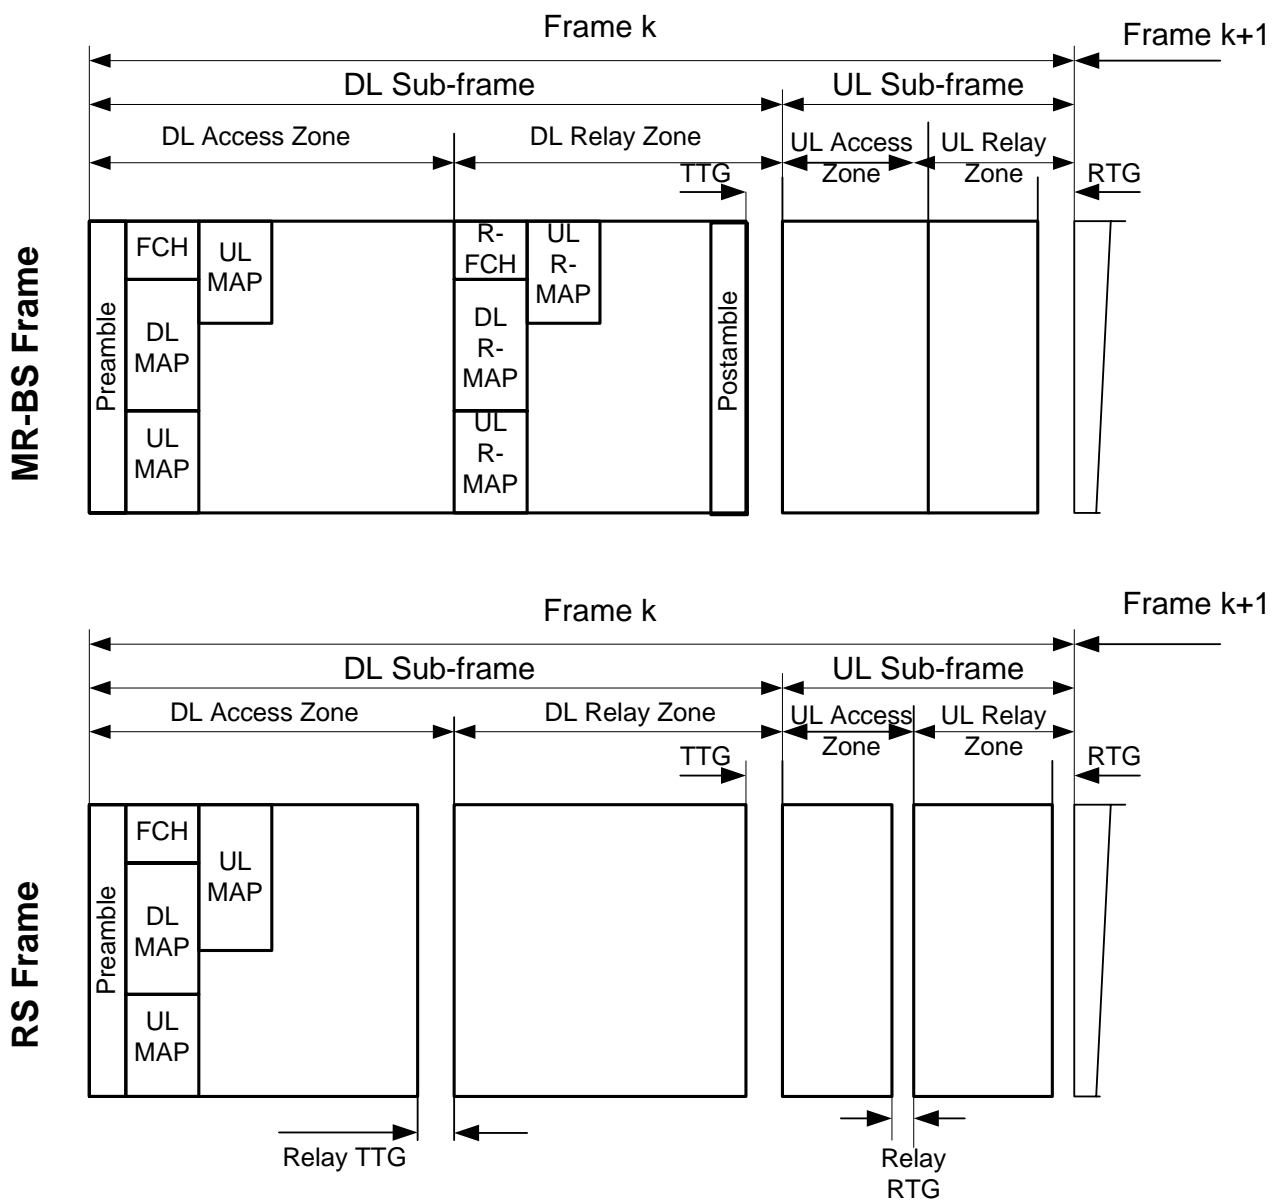 Frame k
Frame k+1
DL Sub-frame
UL Sub-frame
DL Access Zone
DL Relay Zone
UL Access
Zone
UL Relay
Zone
TTG
RTG
MR-BS Frame
Preamble
FCH
DL
MAP
UL
MAP
UL
MAP
R-
FCH
DL
R-
MAP
UL
R-
MAP
UL
R-
MAP
Postamble
Frame k
Frame k+1
DL Sub-frame
UL Sub-frame
DL Access Zone
DL Relay Zone
UL Access
Zone
UL Relay
Zone
TTG
RTG
RS Frame
Preamble
FCH
DL
MAP
UL
MAP
UL
MAP
Relay TTG
Relay
RTG